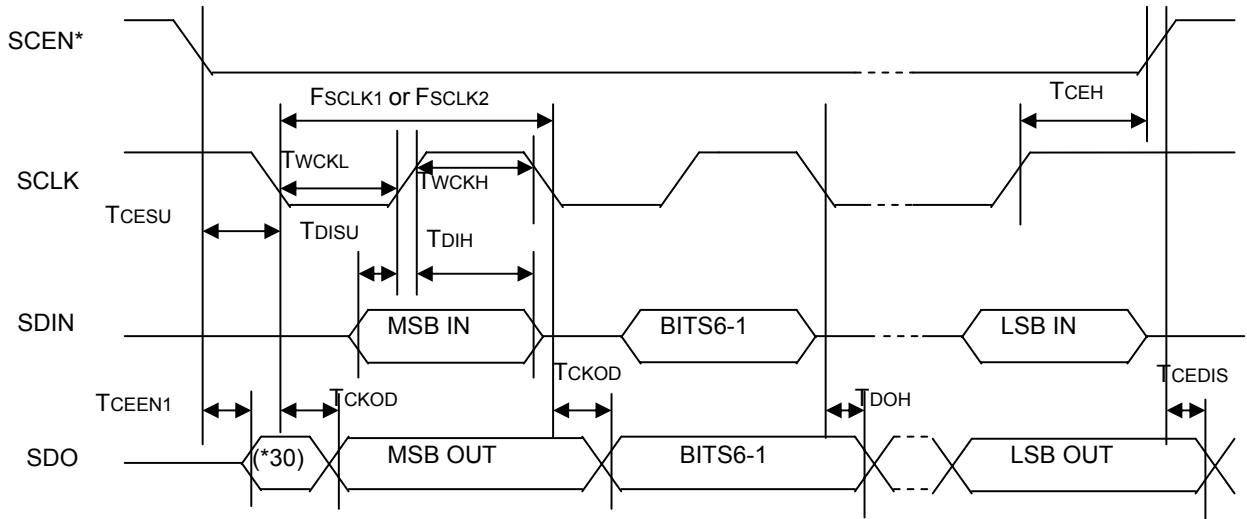 SCEN*
FSCLK1 or FSCLK2
TCEH
SCLK
TWCKL
TWCKH
TCESU
TDISU
TDIH
SDIN
MSB IN
BITS6-1
LSB IN
TCEEN1
TCKOD
TCKOD
TDOH
TCEDIS
SDO
(*30)
MSB OUT
BITS6-1
LSB OUT